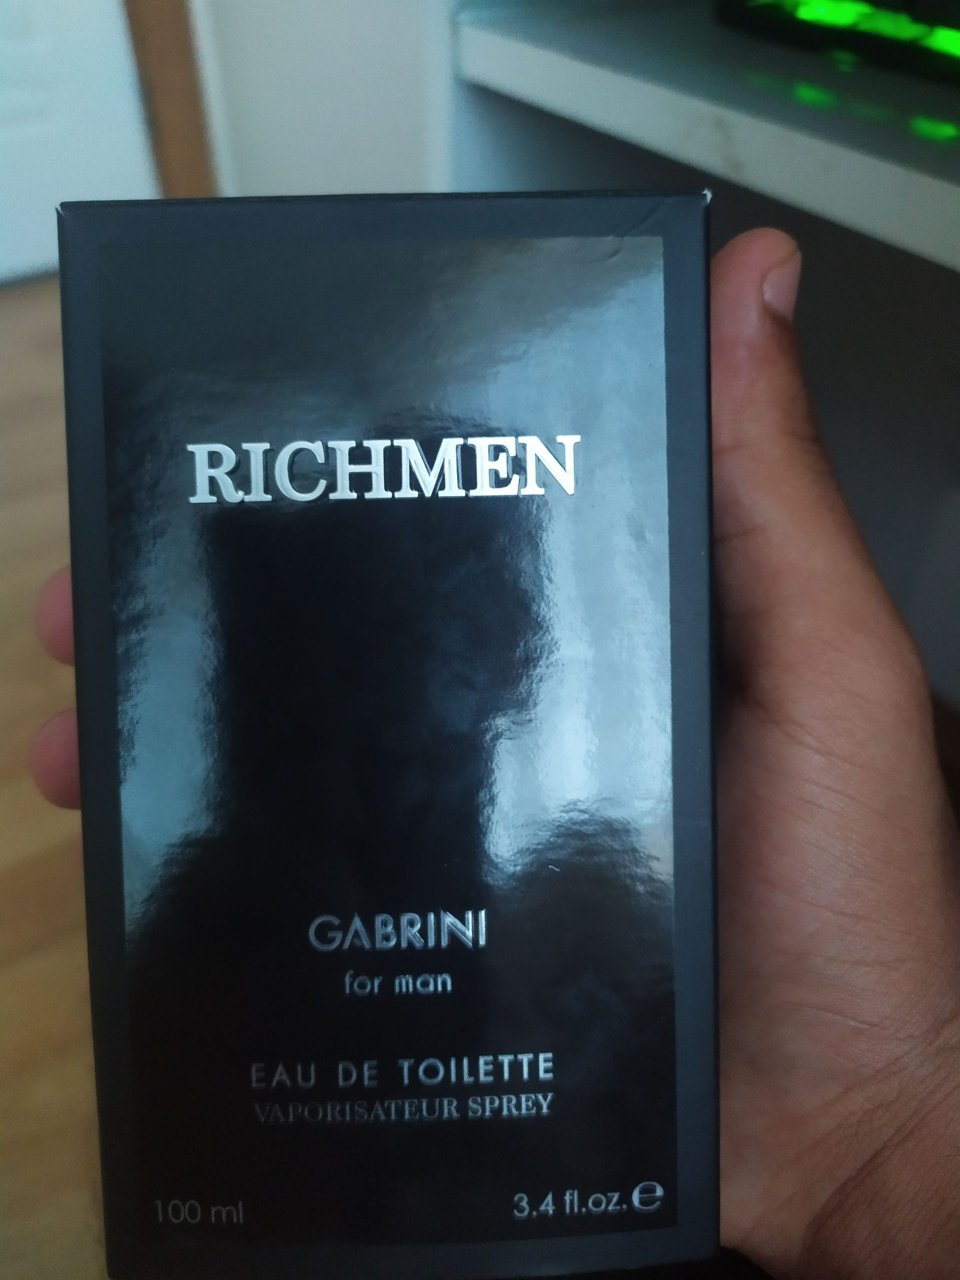 RICHMEN
GABRINI
for man
EAU DE TOILETTE
VAPORISATEUR SPREY
100 ml
3.4 fl.oz. ℮